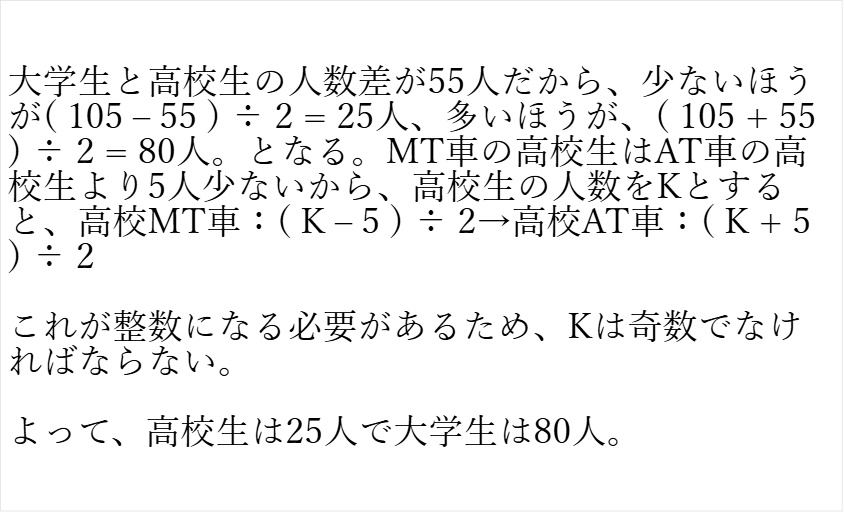 大学生と高校生の人数差が55人だから、少ないほう
が( 105 – 55 ) ÷ 2 = 25人、多いほうが、( 105 + 55
) ÷ 2 = 80人。となる。MT車の高校生はAT車の高
校生より5人少ないから、高校生の人数をKとする
と、高校MT車：( K – 5 ) ÷ 2→高校AT車：( K + 5
) ÷ 2
これが整数になる必要があるため、Kは奇数でなけ
ればならない。
よって、高校生は25人で大学生は80人。